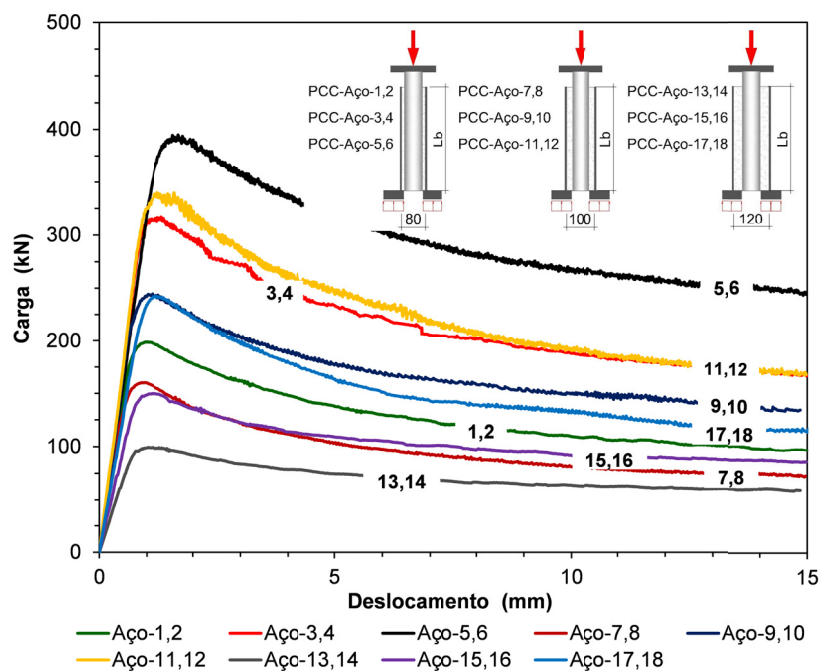 500
450
400
350
300
250
200
150
100
50
0
Carga (kN)
PCC-Aço-1,2 PCC-Aço-7,8 PCC-Aço-13,14
PCC-Aço-3,4 PCC-Aço-9,10 PCC-Aço-15,16
PCC-Aço-5,6 PCC-Aço-11,12 PCC-Aço-17,18
Lb Lb Lb
80 100 120
3,4
5,6
11,12
9,10
1,2
17,18
15,16
7,8
13,14
0 5 10 15
Deslocamento (mm)
Aço-1,2 Aço-3,4 Aço-5,6 Aço-7,8 Aço-9,10
Aço-11,12 Aço-13,14 Aço-15,16 Aço-17,18